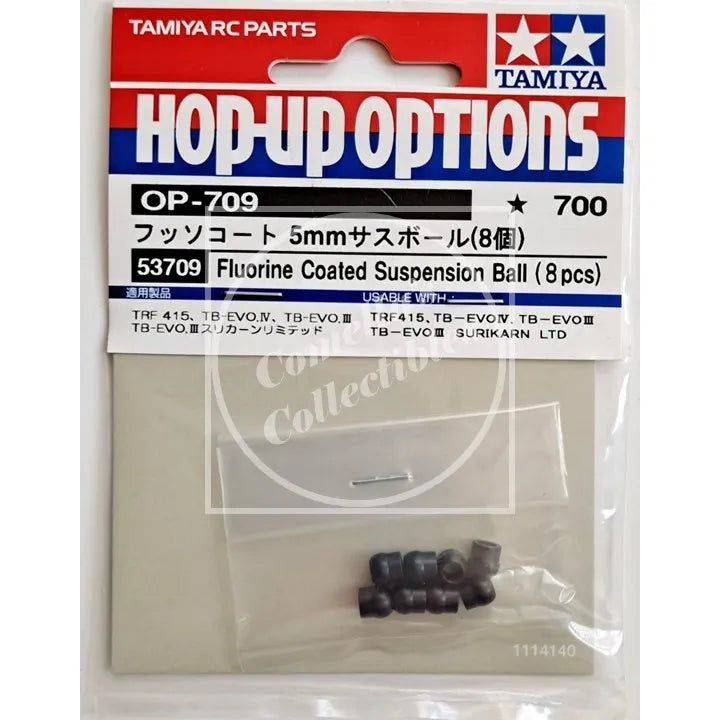 TAMIYA RC PARTS
TAMIYA
HOP-UP OPTIONS
OP-709
★ 700
フッソコート 5mmサスボール(8個)
53709 Fluorine Coated Suspension Ball (8pcs)
適用製品
USABLE WITH
TRF 415、TB-EVO.Ⅳ、TB-EVO.Ⅲ
TB-EVO.Ⅲスリカーンリミテッド
TRF415、TB-EVOⅣ、TB-EVOⅢ
TB-EVOⅢ SURIKARN LTD
Collectibles
1114140